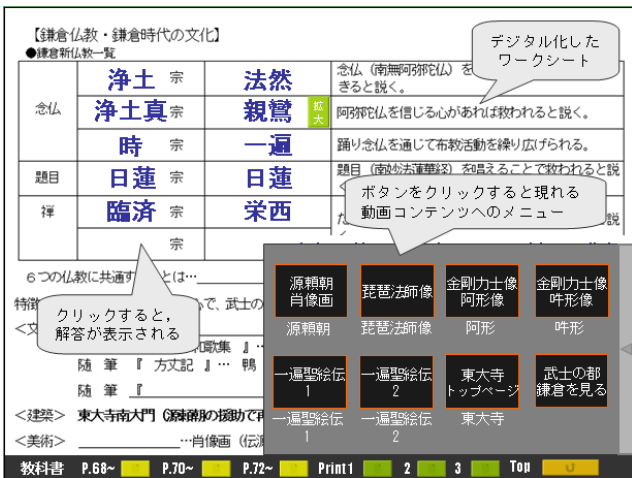 【鎌倉仏教・鎌倉時代の文化】
●鎌倉新仏教一覧
デジタル化した
ワークシート
念仏
浄土 宗 法然
念仏（南無阿弥陀仏）を
きると説く。
浄土真宗 親鸞
拡大
阿弥陀仏を信じる心があれば救われると説く。
時 宗 一遍
踊り念仏を通じて布教活動を繰り広げられる。
題目 日蓮 宗 日蓮
題目（南妙法蓮華経）を唱えることで救われると説
禅 臨済 宗 栄西
宗
ボタンをクリックすると現れる
動画コンテンツへのメニュー
6つの仏教に共通す とは…
特徴
で、武士の
クリックすると，
解答が表示される
<文
歌集 』…
随 筆 『 方丈記 』… 鴨
随 筆 『
<建築> 東大寺南大門（源頼朝の援助で再
<美術> …肖像画（伝源
源頼朝
肖像画
琵琶法師像
金剛力士像
阿形像
金剛力士像
吽形像
源頼朝 琵琶法師像 阿形 吽形
一遍聖絵伝
1
一遍聖絵伝
2
東大寺
トップページ
武士の都
鎌倉を見る
一遍聖絵伝
1
一遍聖絵伝
2
東大寺
教科書 P.68~ P.70~ P.72~ Print1 2 3 Top